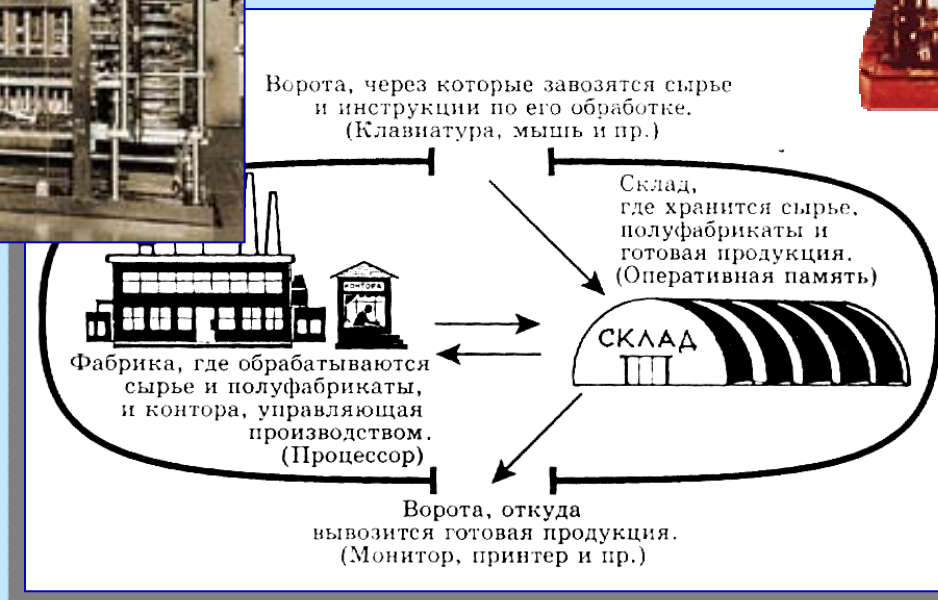 Ворота, через которые завозятся сырье
и инструкции по его обработке.
(Клавиатура, мышь и пр.)
Склад,
где хранится сырье,
полуфабрикаты и
готовая продукция.
(Оперативная память)
КОНТОРА
СКЛАД
Фабрика, где обрабатываются
сырье и полуфабрикаты,
и контора, управляющая
производством.
(Процессор)
Ворота, откуда
вывозится готовая продукция.
(Монитор, принтер и пр.)